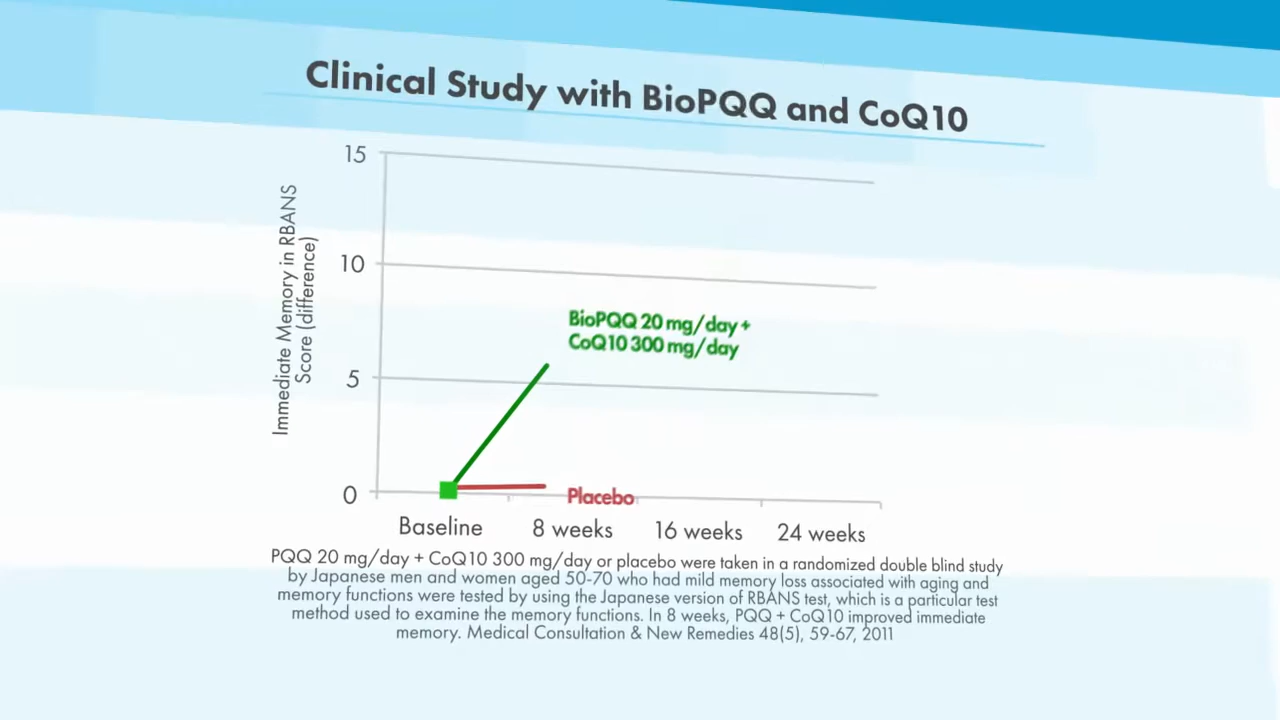 Clinical Study with BioPQQ and CoQ10
15
10
5
0
Immediate Memory in RBANS
Score (difference)
BioPQQ 20 mg/day +
CoQ10 300 mg/day
Placebo
Baseline
8 weeks
16 weeks
24 weeks
PQQ 20 mg/day + CoQ10 300 mg/day or placebo were taken in a randomized double blind study
by Japanese men and women aged 50-70 who had mild memory loss associated with aging and
memory functions were tested by using the Japanese version of RBANS test, which is a particular test
method used to examine the memory functions. In 8 weeks, PQQ + CoQ10 improved immediate
memory. Medical Consultation & New Remedies 48(5), 59-67, 2011